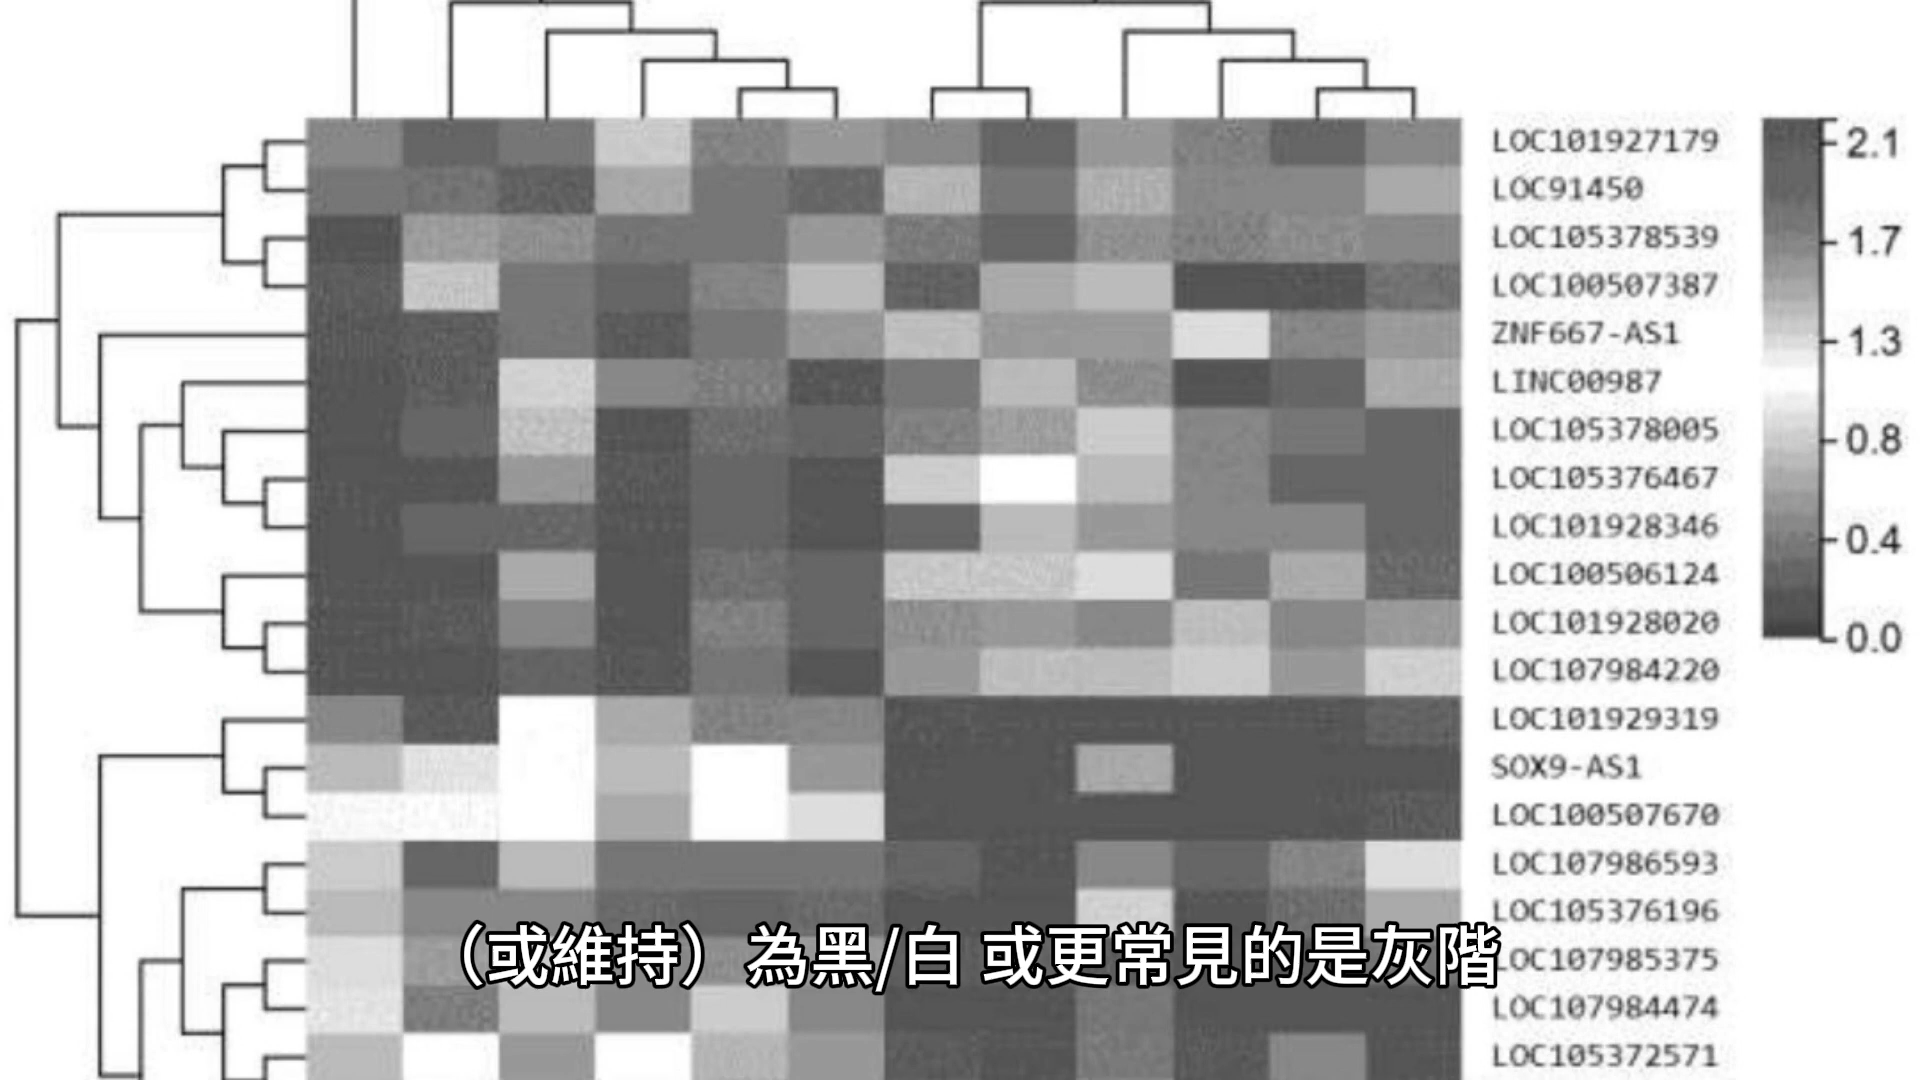 LOC101927179
LOC91450
LOC105378539
LOC100507387
ZNF667-AS1
LINC00987
LOC105378005
LOC105376467
LOC101928346
LOC100506124
LOC101928020
LOC107984220
LOC101929319
SOX9-AS1
LOC100507670
LOC107986593
LOC105376196
LOC107985375
LOC107984474
LOC105372571
2.1
1.7
1.3
0.8
0.4
0.0
（或維持）為黑/白 或更常見的是灰階